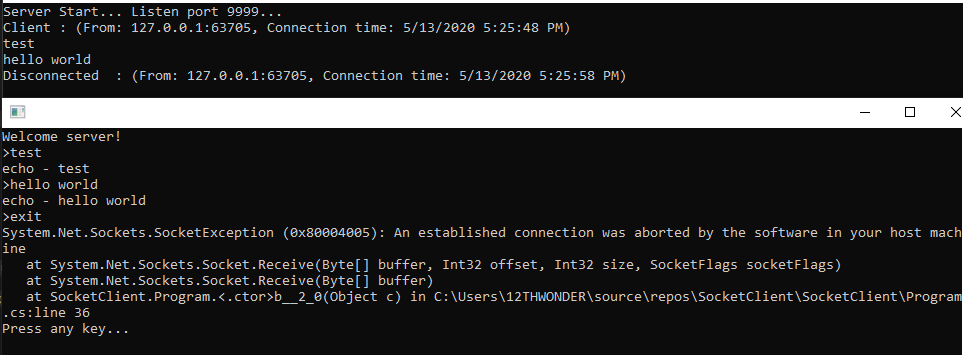 Server Start... Listen port 9999...
Client : (From: 127.0.0.1:63705, Connection time: 5/13/2020 5:25:48 PM)
test
hello world
Disconnected  : (From: 127.0.0.1:63705, Connection time: 5/13/2020 5:25:58 PM)
Welcome server!
>test
echo - test
>hello world
echo - hello world
>exit
System.Net.Sockets.SocketException (0x80004005): An established connection was aborted by the software in your host mach
ine
   at System.Net.Sockets.Socket.Receive(Byte[] buffer, Int32 offset, Int32 size, SocketFlags socketFlags)
   at System.Net.Sockets.Socket.Receive(Byte[] buffer)
   at SocketClient.Program.<.ctor>b__2_0(Object c) in C:\Users\12THWONDER\source\repos\SocketClient\SocketClient\Program
.cs:line 36
Press any key...